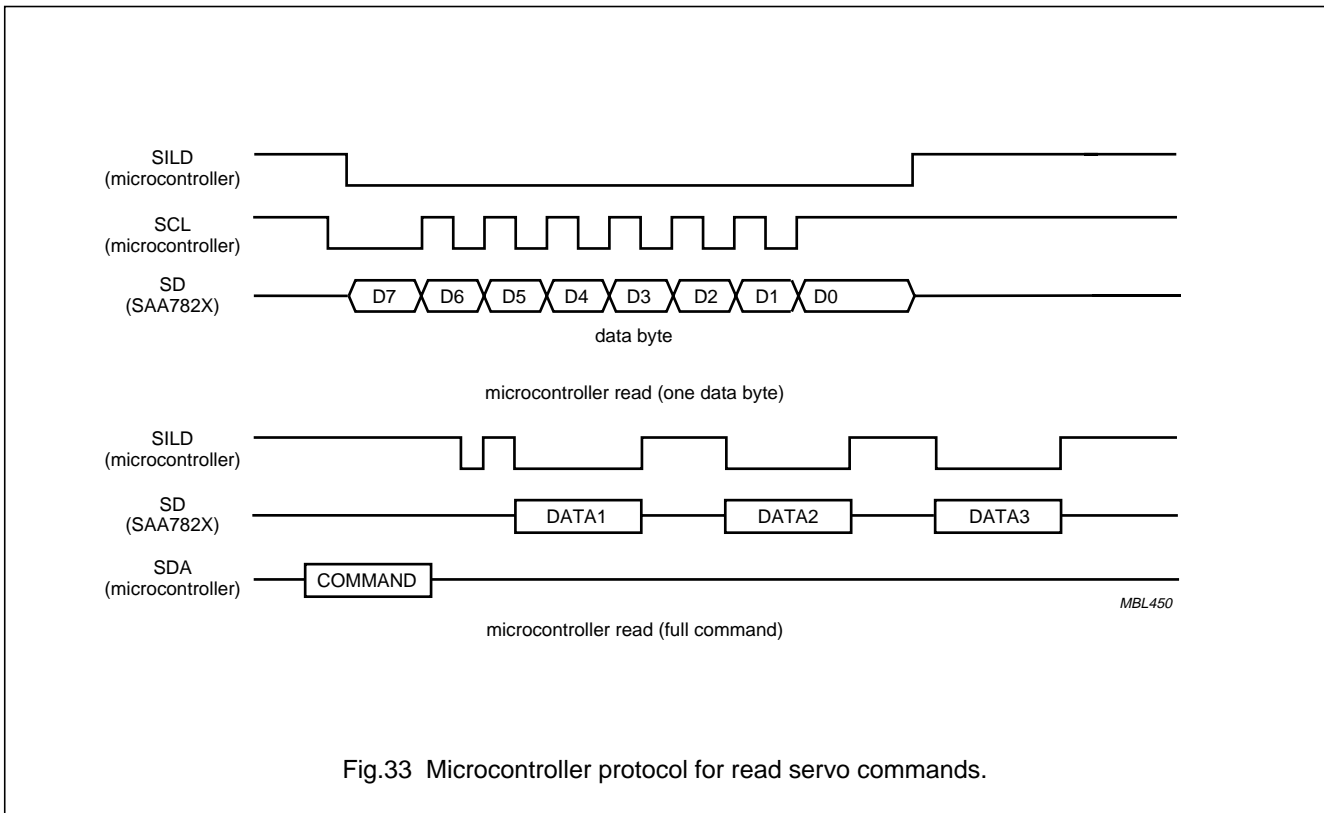 SILD
(microcontroller)
SCL
(microcontroller)
SD
(SAA782X)
D7 D6 D5 D4 D3 D2 D1 D0
data byte
microcontroller read (one data byte)
SILD
(microcontroller)
SD
(SAA782X)
DATA1 DATA2 DATA3
SDA
(microcontroller)
COMMAND
MBL450
microcontroller read (full command)
Fig.33 Microcontroller protocol for read servo commands.